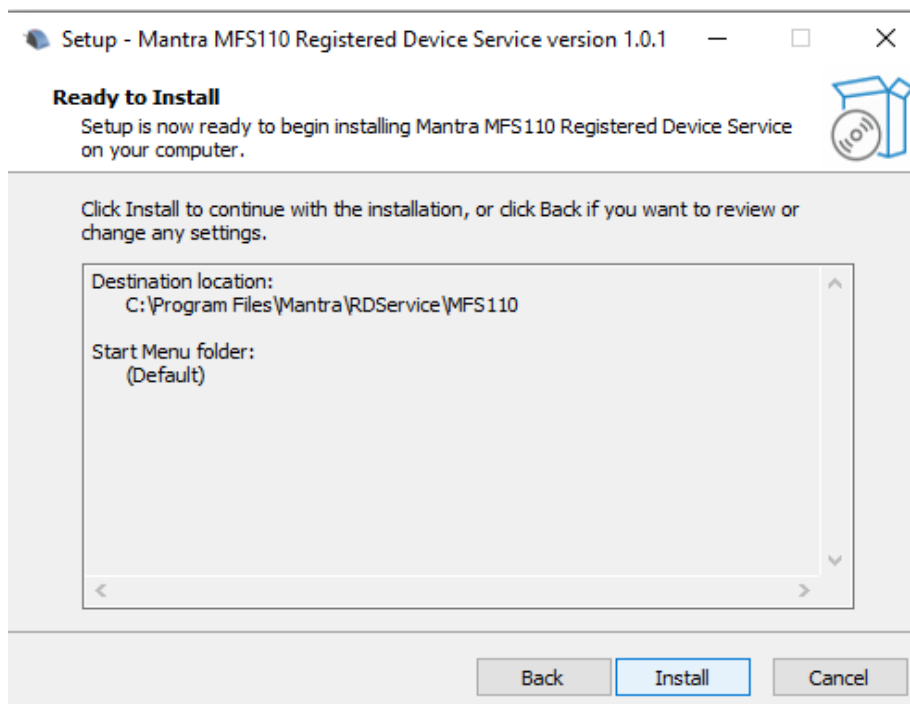 Setup - Mantra MFS110 Registered Device Service version 1.0.1
Ready to Install
Setup is now ready to begin installing Mantra MFS110 Registered Device Service
on your computer.
Click Install to continue with the installation, or click Back if you want to review or
change any settings.
Destination location:
C:\Program Files\Mantra\RDService\MFS110
Start Menu folder:
(Default)
Back
Install
Cancel